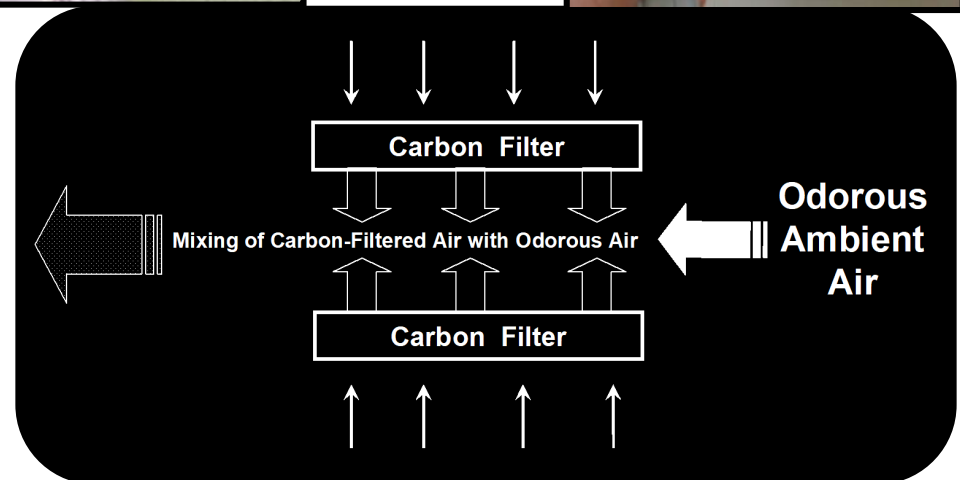 Carbon Filter
Mixing of Carbon-Filtered Air with Odorous Air
Odorous
Ambient
Air
Carbon Filter